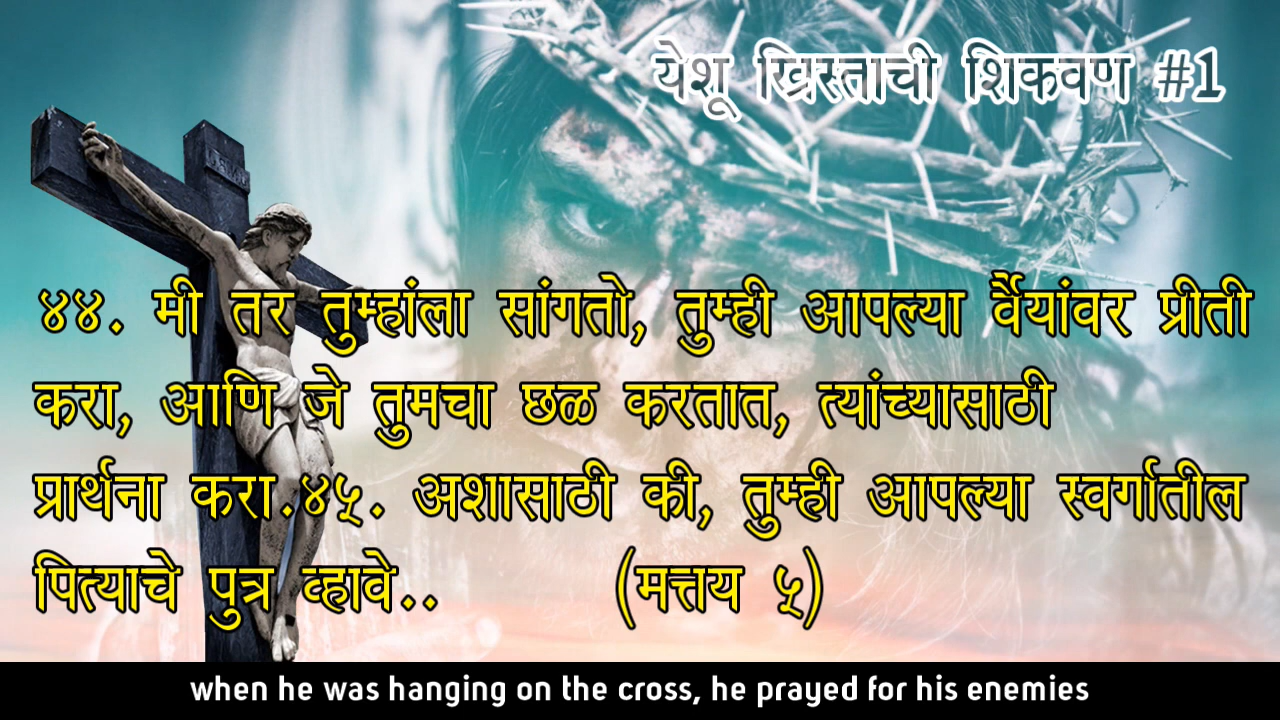 येशू ख्रिस्ताची शिकवण #1
४४. मी तर तुम्हांला सांगतो, तुम्ही आपल्या र्वैयांवर प्रीती
करा, आणि जे तुमचा छळ करतात, त्यांच्यासाठी
प्रार्थना करा.४५. अशासाठी की, तुम्ही आपल्या स्वर्गातील
पित्याचे पुत्र व्हावे.. (मत्तय ५)
when he was hanging on the cross, he prayed for his enemies